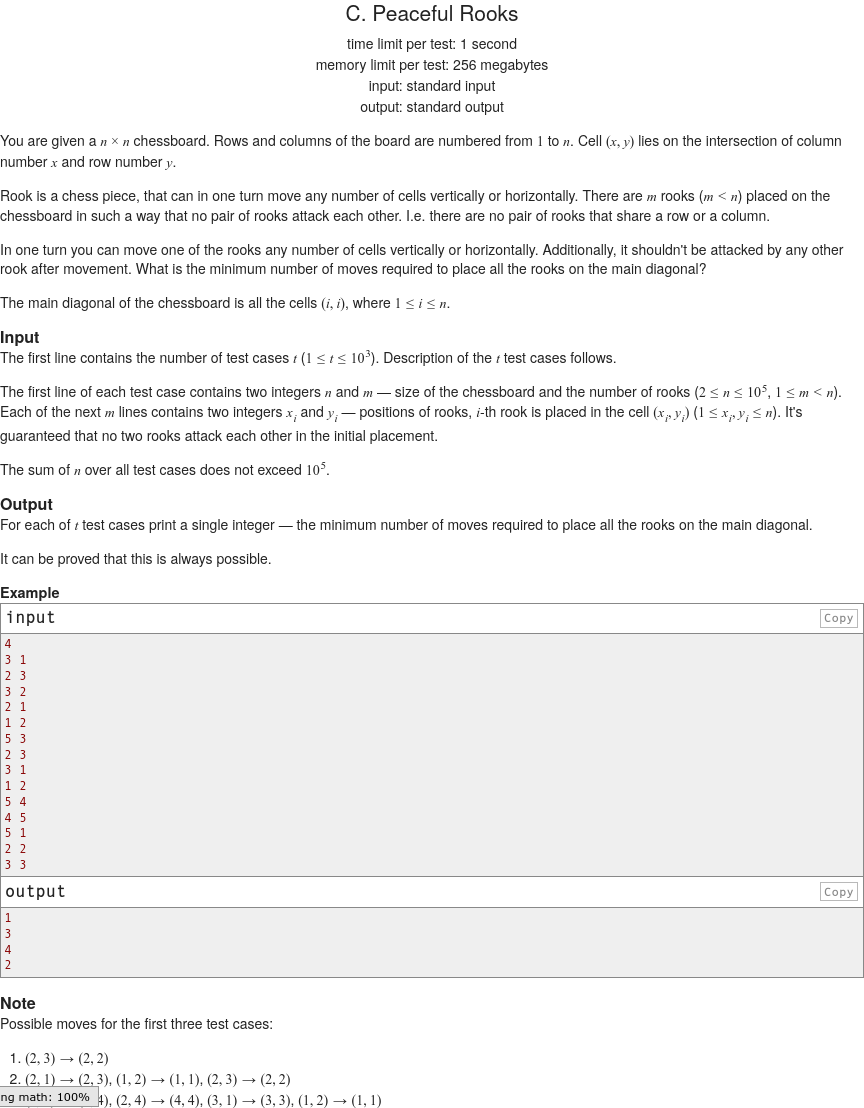 C. Peaceful Rooks
time limit per test: 1 second
memory limit per test: 256 megabytes
input: standard input
output: standard output
You are given a n × n chessboard. Rows and columns of the board are numbered from 1 to n. Cell (x, y) lies on the intersection of column
number x and row number y.
Rook is a chess piece, that can in one turn move any number of cells vertically or horizontally. There are m rooks (m < n) placed on the
chessboard in such a way that no pair of rooks attack each other. I.e. there are no pair of rooks that share a row or a column.
In one turn you can move one of the rooks any number of cells vertically or horizontally. Additionally, it shouldn't be attacked by any other
rook after movement. What is the minimum number of moves required to place all the rooks on the main diagonal?
The main diagonal of the chessboard is all the cells (i, i), where 1 ≤ i ≤ n.
Input
The first line contains the number of test cases t (1 ≤ t ≤ 10^3). Description of the t test cases follows.
The first line of each test case contains two integers n and m — size of the chessboard and the number of rooks (2 ≤ n ≤ 10^5, 1 ≤ m < n).
Each of the next m lines contains two integers x_i and y_i — positions of rooks, i-th rook is placed in the cell (x_i, y_i) (1 ≤ x_i, y_i ≤ n). It's
guaranteed that no two rooks attack each other in the initial placement.
The sum of n over all test cases does not exceed 10^5.
Output
For each of t test cases print a single integer — the minimum number of moves required to place all the rooks on the main diagonal.
It can be proved that this is always possible.
Example
input Copy
4
3 1
2 3
3 2
2 1
1 2
5 3
2 3
3 1
1 2
5 4
4 5
5 1
2 2
3 3
output Copy
1
3
4
2
Note
Possible moves for the first three test cases:
1. (2, 3) → (2, 2)
2. (2, 1) → (2, 3), (1, 2) → (1, 1), (2, 3) → (2, 2)
ng math: 100% 4), (2, 4) → (4, 4), (3, 1) → (3, 3), (1, 2) → (1, 1)